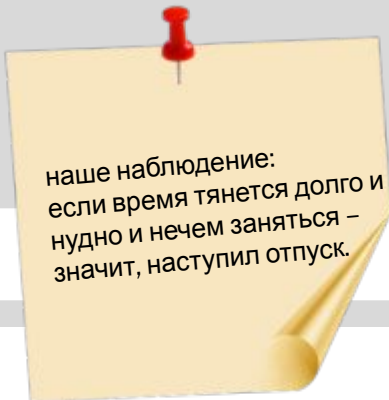 наше наблюдение:
если время тянется долго и
нудно и нечем заняться –
значит, наступил отпуск.